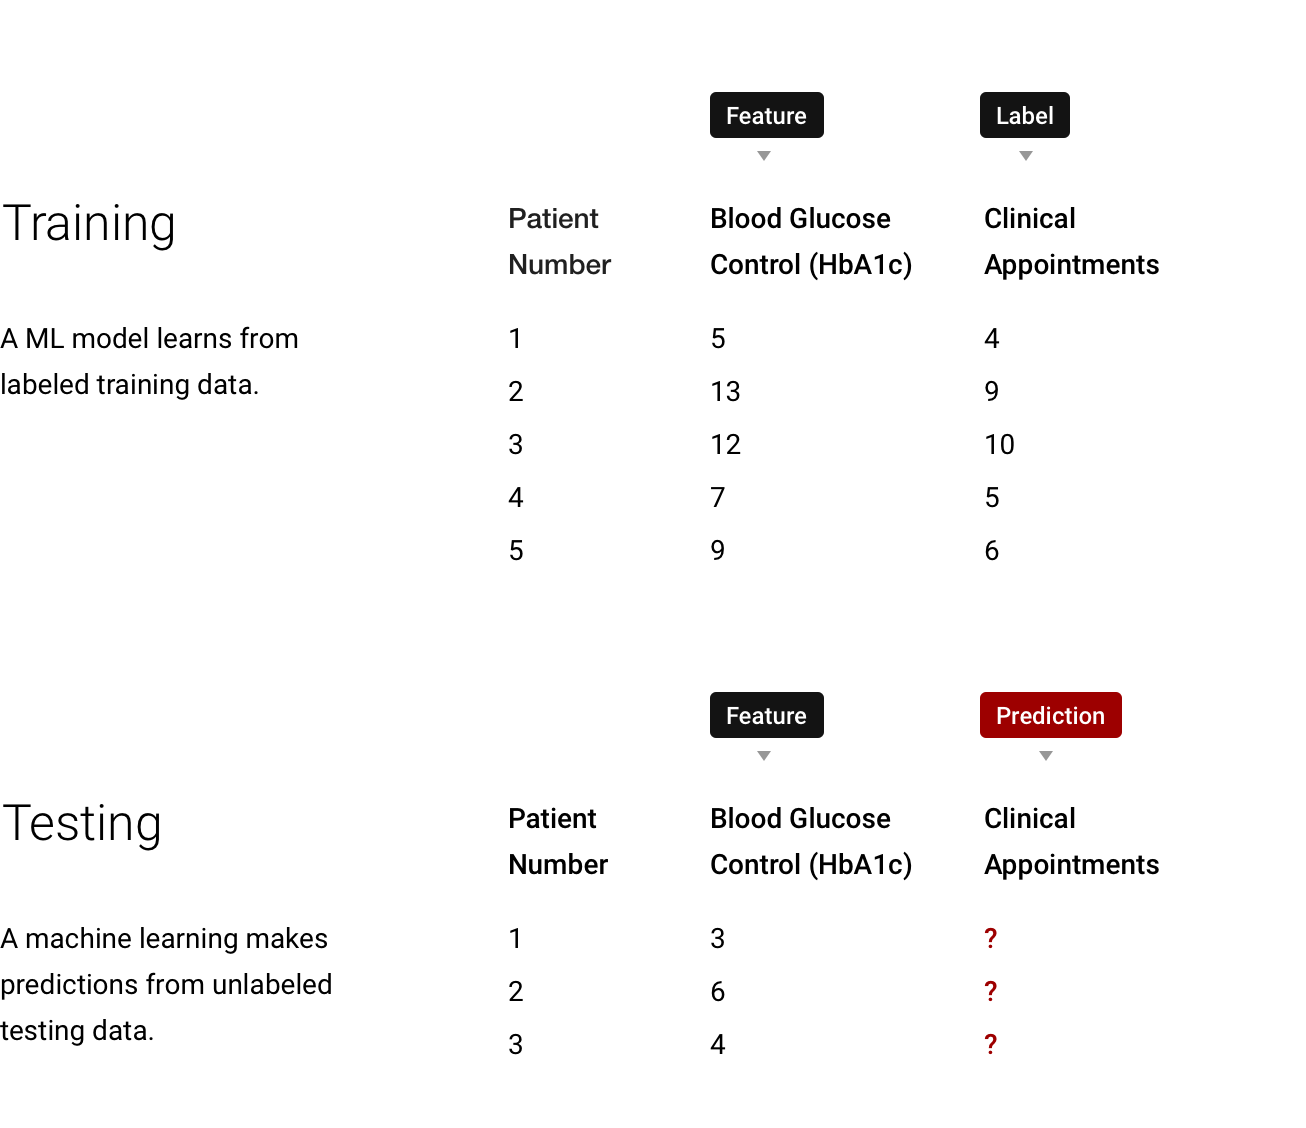 Feature Label
Training
Patient Number
Blood Glucose Control (HbA1c)
Clinical Appointments
A ML model learns from
labeled training data.
1 5 4
2 13 9
3 12 10
4 7 5
5 9 6
Feature Prediction
Testing
Patient Number
Blood Glucose Control (HbA1c)
Clinical Appointments
A machine learning makes
predictions from unlabeled
testing data.
1 3 ?
2 6 ?
3 4 ?